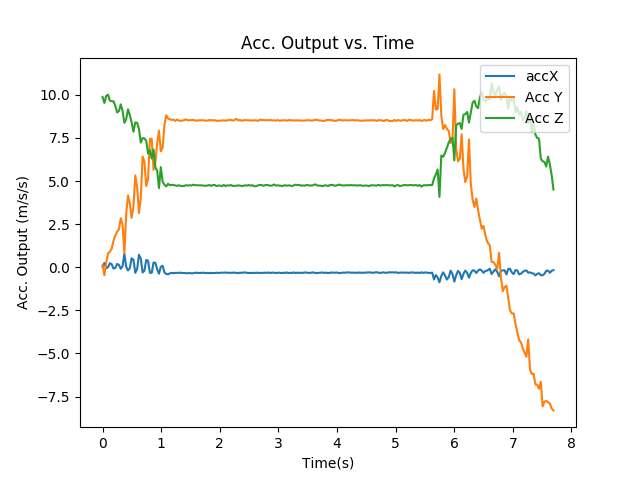 Acc. Output vs. Time
accX
Acc Y
Acc Z
Acc. Output (m/s/s)
10.0
7.5
5.0
2.5
0.0
−2.5
−5.0
−7.5
0 1 2 3 4 5 6 7 8
Time(s)